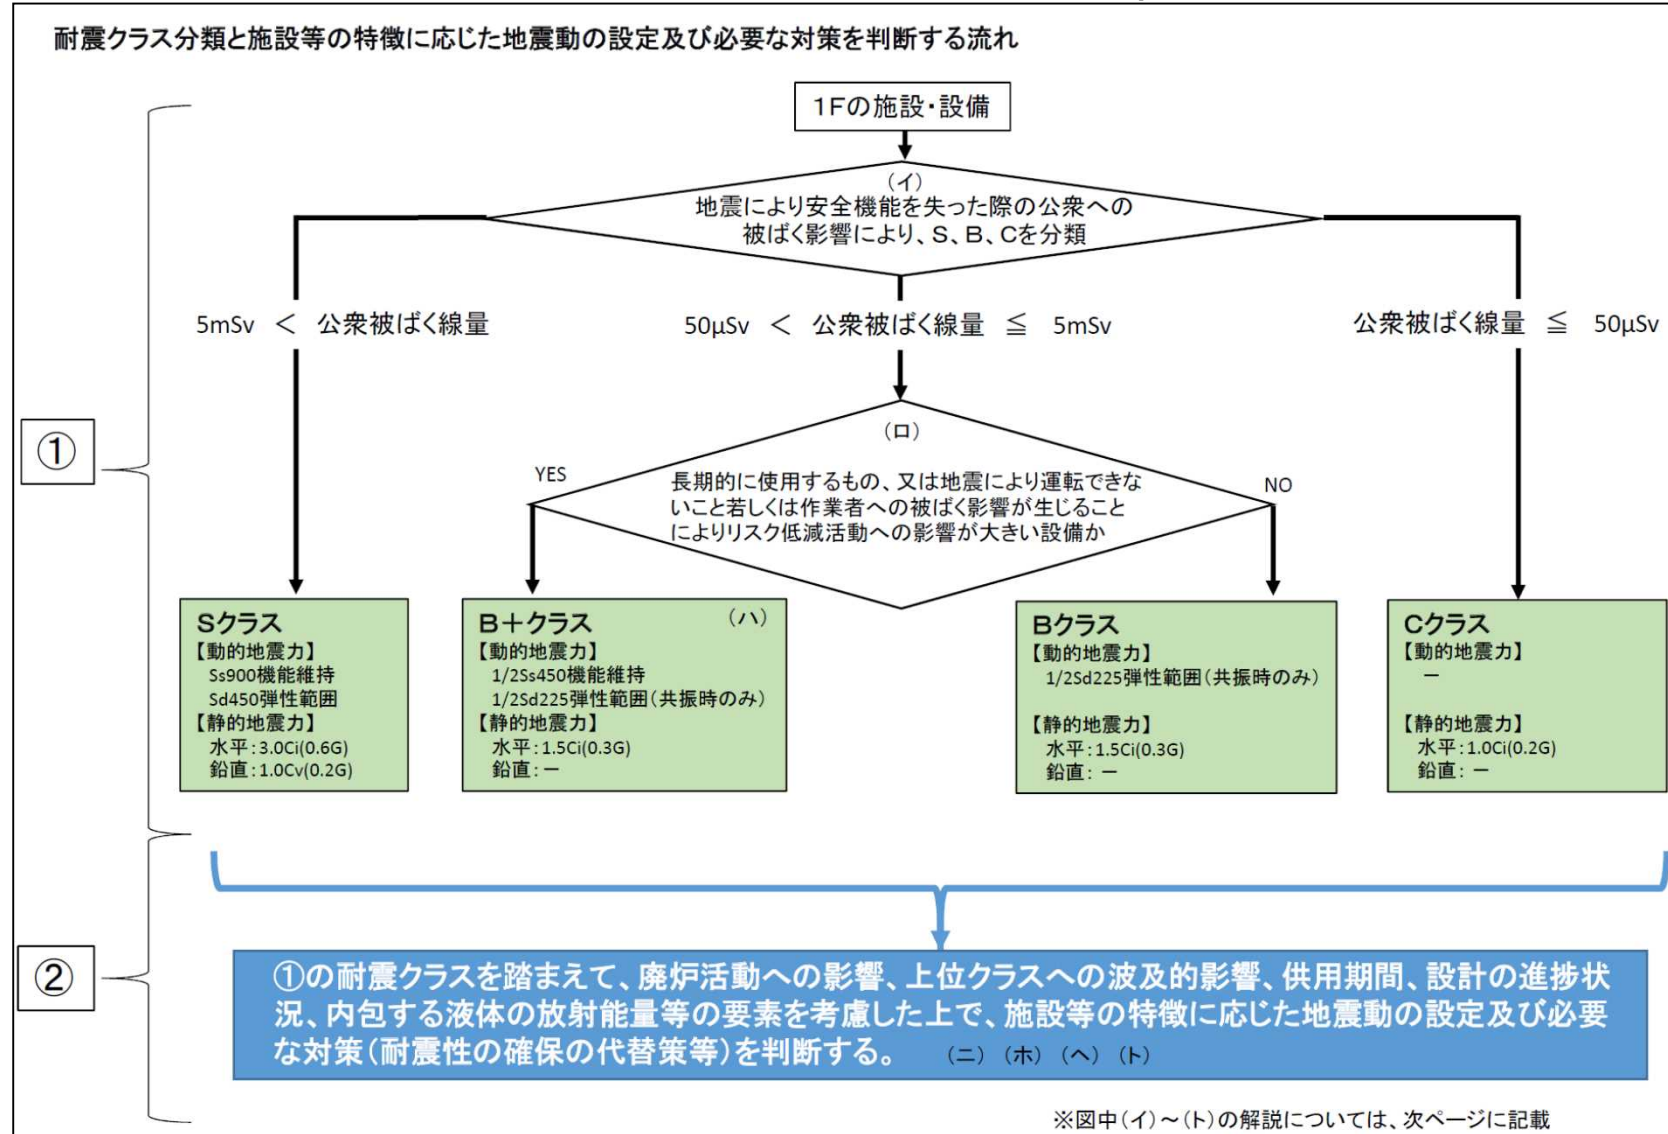 耐震クラス分類と施設等の特徴に応じた地震動の設定及び必要な対策を判断する流れ
1Fの施設・設備
(イ)
地震により安全機能を失った際の公衆への
被ばく影響により、S、B、Cを分類
5mSv ＜ 公衆被ばく線量
50μSv ＜ 公衆被ばく線量 ≦ 5mSv
公衆被ばく線量 ≦ 50μSv
①
(ロ)
長期的に使用するもの、又は地震により運転できな
いこと若しくは作業者への被ばく影響が生じること
によりリスク低減活動への影響が大きい設備か
YES
NO
Sクラス
【動的地震力】
Ss900機能維持
Sd450弾性範囲
【静的地震力】
水平:3.0Ci(0.6G)
鉛直:1.0Cv(0.2G)
B+クラス (ハ)
【動的地震力】
1/2Ss450機能維持
1/2Sd225弾性範囲(共振時のみ)
【静的地震力】
水平:1.5Ci(0.3G)
鉛直:ー
Bクラス
【動的地震力】
1/2Sd225弾性範囲(共振時のみ)
【静的地震力】
水平:1.5Ci(0.3G)
鉛直: ー
Cクラス
【動的地震力】
ー
【静的地震力】
水平:1.0Ci(0.2G)
鉛直: ー
②
①の耐震クラスを踏まえて、廃炉活動への影響、上位クラスへの波及的影響、供用期間、設計の進捗状
況、内包する液体の放射能量等の要素を考慮した上で、施設等の特徴に応じた地震動の設定及び必要
な対策(耐震性の確保の代替策等)を判断する。 (ニ) (ホ) (ヘ) (ト)
※図中(イ)～(ト)の解説については、次ページに記載